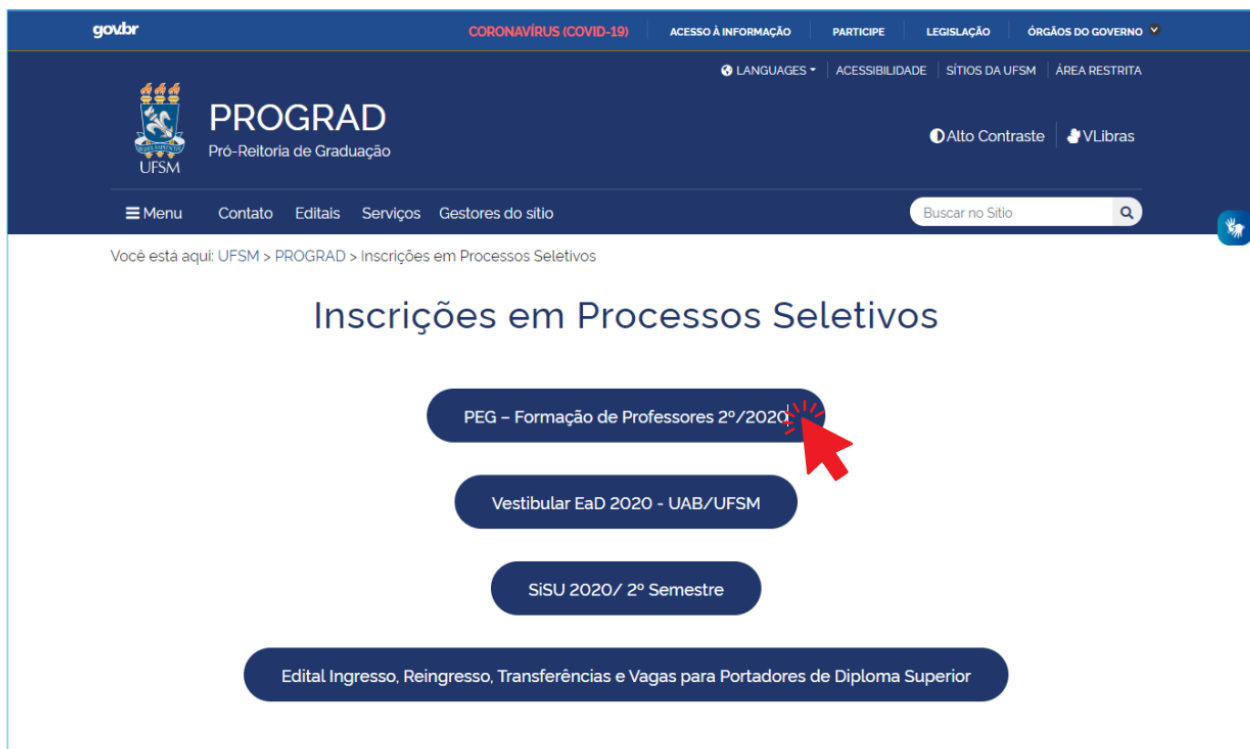 gov.br CORONAVÍRUS (COVID-19) ACESSO À INFORMAÇÃO PARTICIPE LEGISLAÇÃO ÓRGÃOS DO GOVERNO
LANGUAGES ACESSIBILIDADE SÍTIOS DA UFSM ÁREA RESTRITA
UFSM
PROGRAD
Pró-Reitoria de Graduação
Alto Contraste VLibras
Menu Contato Editais Serviços Gestores do sítio Buscar no Sítio
Você está aqui: UFSM > PROGRAD > Inscrições em Processos Seletivos
Inscrições em Processos Seletivos
PEG – Formação de Professores 2º/2020
Vestibular EaD 2020 - UAB/UFSM
SiSU 2020/ 2º Semestre
Edital Ingresso, Reingresso, Transferências e Vagas para Portadores de Diploma Superior